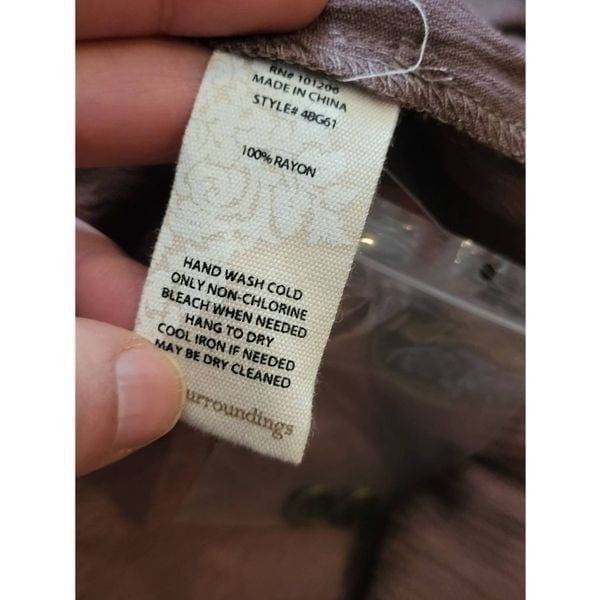 RN# 101206
MADE IN CHINA
STYLE# 4BG61
100% RAYON
HAND WASH COLD
ONLY NON-CHLORINE
BLEACH WHEN NEEDED
HANG TO DRY
COOL IRON IF NEEDED
MAY BE DRY CLEANED
urroundings